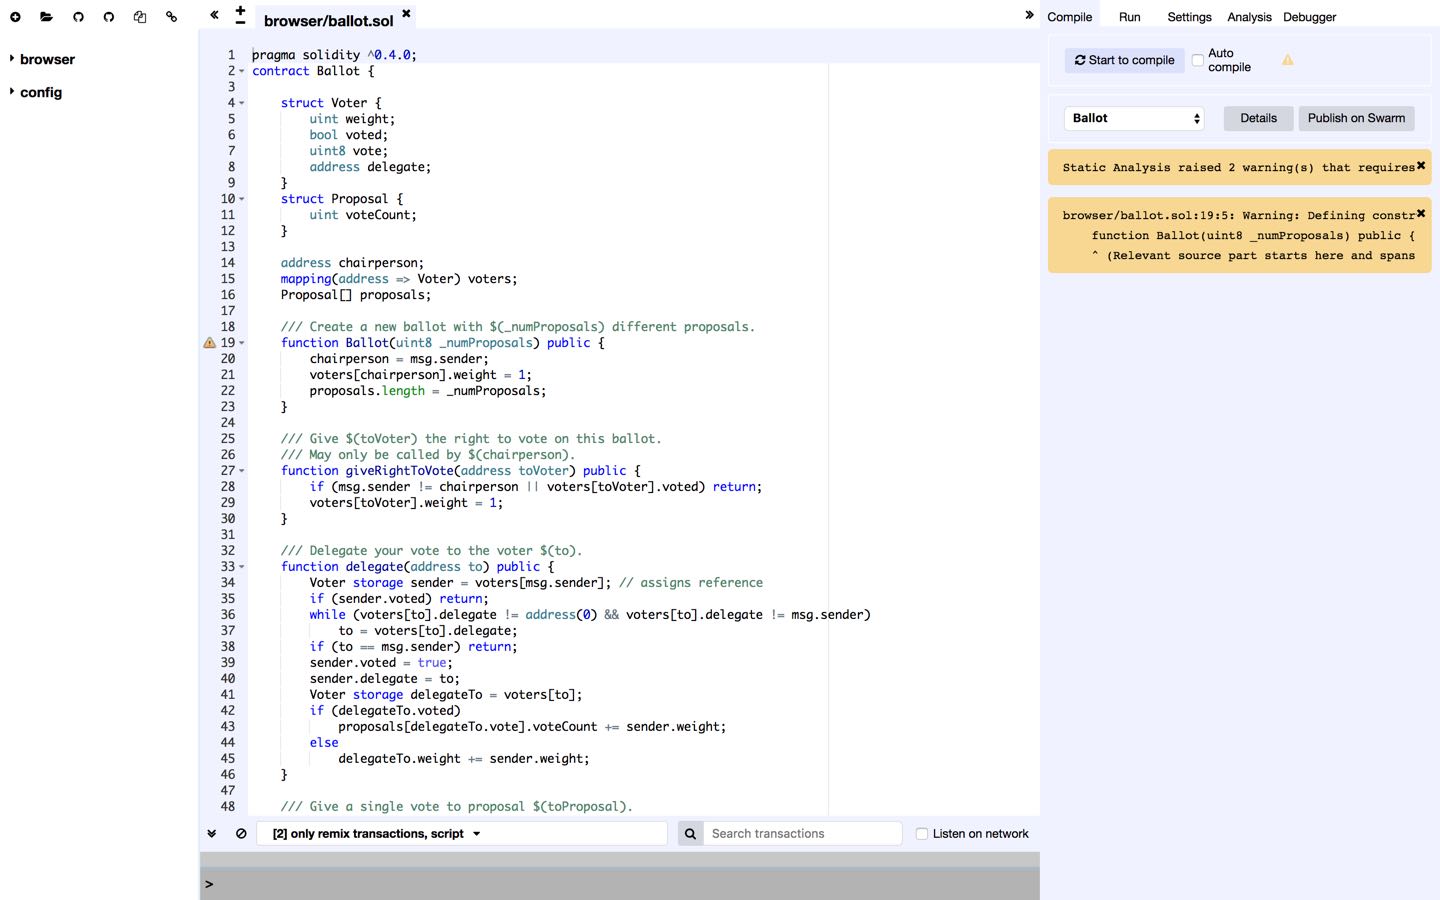 browser
config
browser/ballot.sol
1 pragma solidity ^0.4.0;
2 contract Ballot {
3
4 struct Voter {
5 uint weight;
6 bool voted;
7 uint8 vote;
8 address delegate;
9 }
10 struct Proposal {
11 uint voteCount;
12 }
13
14 address chairperson;
15 mapping(address => Voter) voters;
16 Proposal[] proposals;
17
18 /// Create a new ballot with $(_numProposals) different proposals.
19 function Ballot(uint8 _numProposals) public {
20 chairperson = msg.sender;
21 voters[chairperson].weight = 1;
22 proposals.length = _numProposals;
23 }
24
25 /// Give $(toVoter) the right to vote on this ballot.
26 /// May only be called by $(chairperson).
27 function giveRightToVote(address toVoter) public {
28 if (msg.sender != chairperson || voters[toVoter].voted) return;
29 voters[toVoter].weight = 1;
30 }
31
32 /// Delegate your vote to the voter $(to).
33 function delegate(address to) public {
34 Voter storage sender = voters[msg.sender]; // assigns reference
35 if (sender.voted) return;
36 while (voters[to].delegate != address(0) && voters[to].delegate != msg.sender)
37 to = voters[to].delegate;
38 if (to == msg.sender) return;
39 sender.voted = true;
40 sender.delegate = to;
41 Voter storage delegateTo = voters[to];
42 if (delegateTo.voted)
43 proposals[delegateTo.vote].voteCount += sender.weight;
44 else
45 delegateTo.weight += sender.weight;
46 }
47
48 /// Give a single vote to proposal $(toProposal).
[2] only remix transactions, script
Search transactions
Listen on network
>
Compile Run Settings Analysis Debugger
Start to compile
Auto
compile
Ballot
Details
Publish on Swarm
Static Analysis raised 2 warning(s) that requires
browser/ballot.sol:19:5: Warning: Defining constr
function Ballot(uint8 _numProposals) public {
^ (Relevant source part starts here and spans